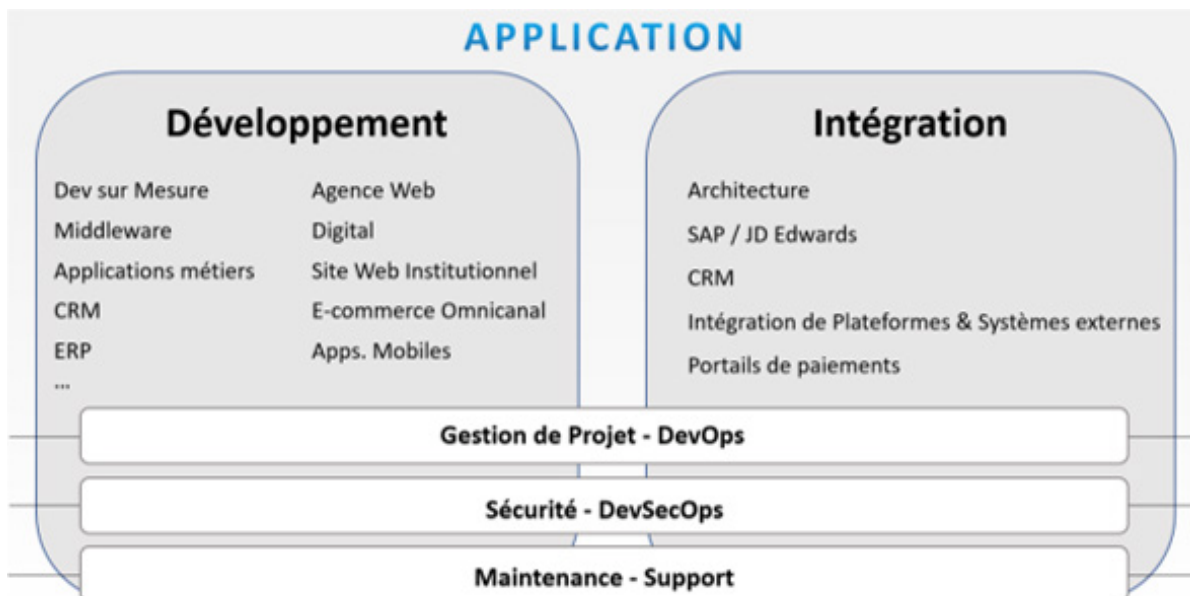 APPLICATION
Développement
Dev sur Mesure
Middleware
Applications métiers
CRM
ERP
...
Agence Web
Digital
Site Web Institutionnel
E-commerce Omnicanal
Apps. Mobiles
Intégration
Architecture
SAP / JD Edwards
CRM
Intégration de Plateformes & Systèmes externes
Portails de paiements
Gestion de Projet - DevOps
Sécurité - DevSecOps
Maintenance - Support